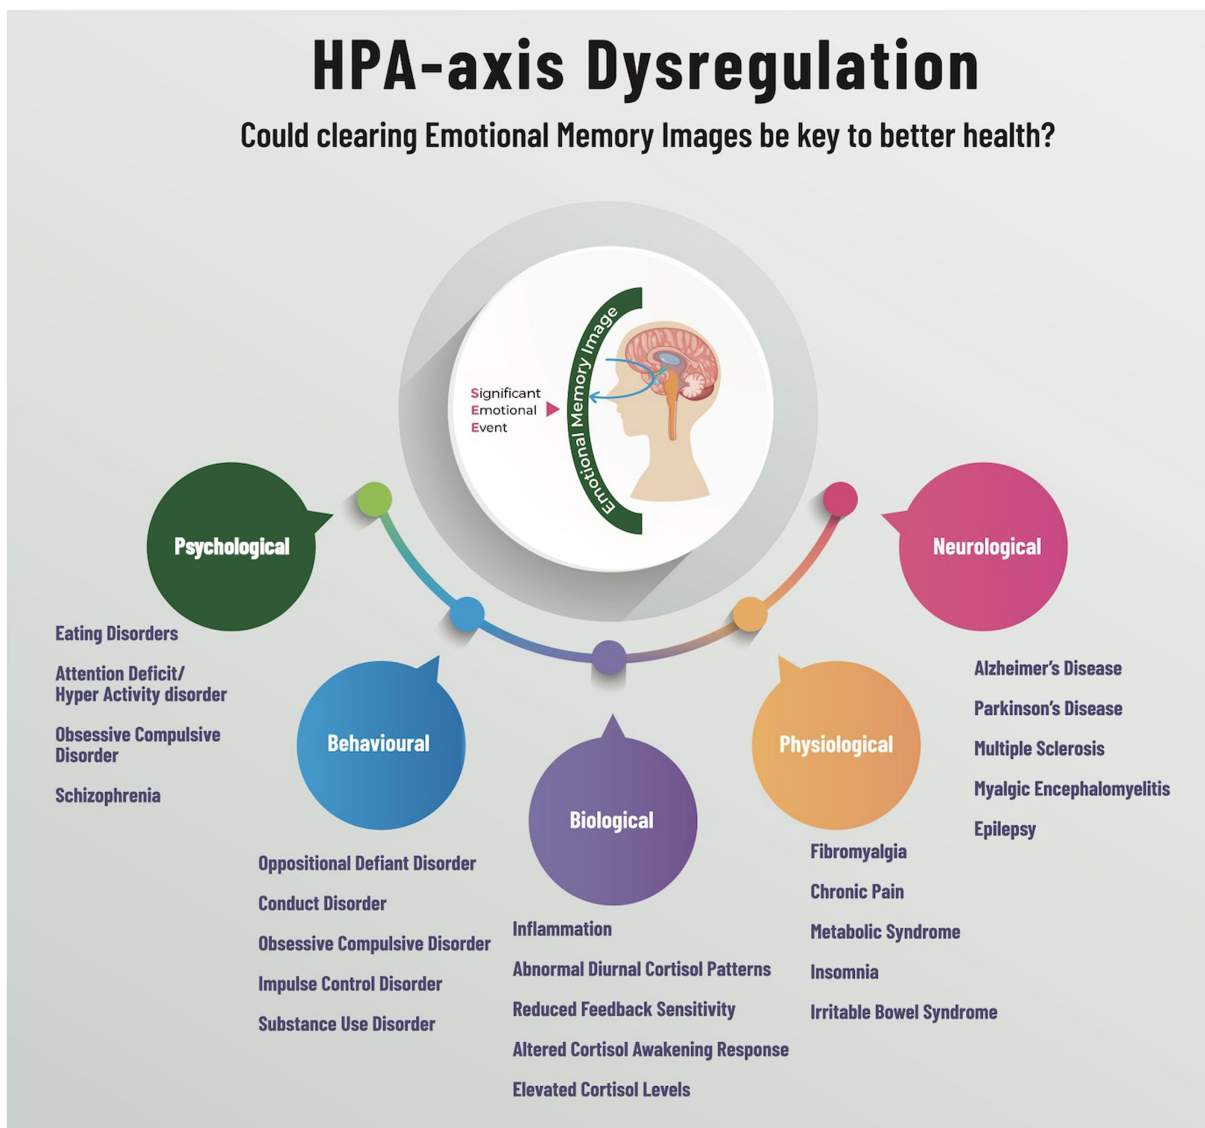 HPA-axis Dysregulation
Could clearing Emotional Memory Images be key to better health?
Significant
Emotional
Event
Emotional Memory Image
Psychological
Eating Disorders
Attention Deficit/
Hyper Activity disorder
Obsessive Compulsive
Disorder
Schizophrenia
Behavioural
Oppositional Defiant Disorder
Conduct Disorder
Obsessive Compulsive Disorder
Impulse Control Disorder
Substance Use Disorder
Biological
Inflammation
Abnormal Diurnal Cortisol Patterns
Reduced Feedback Sensitivity
Altered Cortisol Awakening Response
Elevated Cortisol Levels
Physiological
Fibromyalgia
Chronic Pain
Metabolic Syndrome
Insomnia
Irritable Bowel Syndrome
Neurological
Alzheimer's Disease
Parkinson's Disease
Multiple Sclerosis
Myalgic Encephalomyelitis
Epilepsy